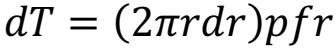 dT = (2πrdr)pfr